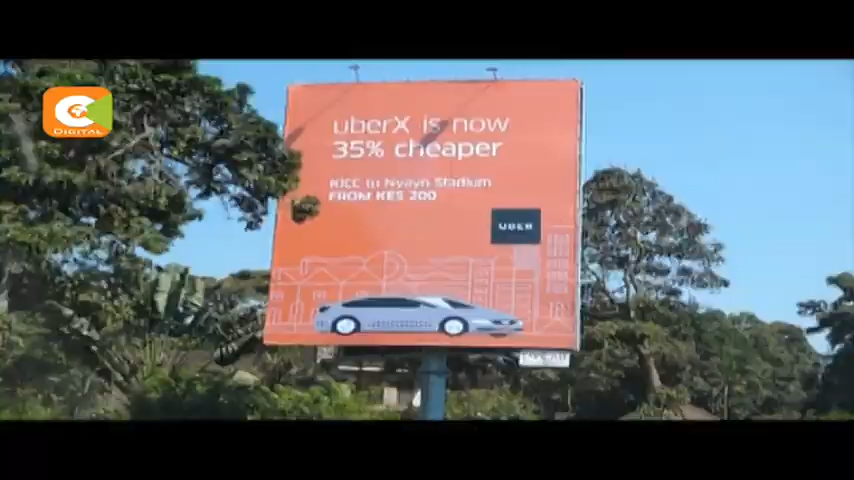 C
DIGITAL
uberX is now
35% cheaper
KICC to Nyayo Stadium
FROM KES 200
UBER